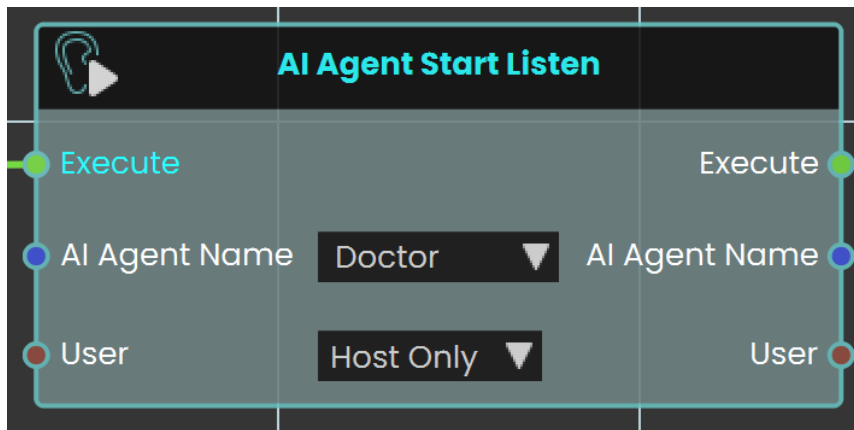 AI Agent Start Listen
Execute Execute
AI Agent Name Doctor AI Agent Name
User Host Only User